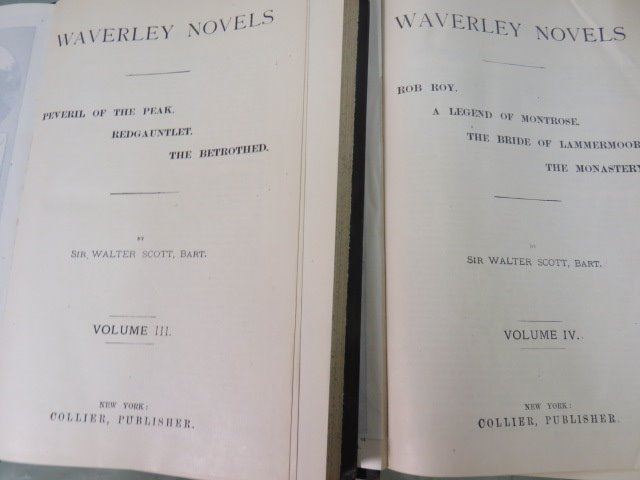 WAVERLEY NOVELS
PEVERIL OF THE PEAK.
REDGAUNTLET.
THE BETROTHED.
BY
SIR WALTER SCOTT, BART.
VOLUME III.
NEW YORK:
COLLIER, PUBLISHER.
WAVERLEY NOVELS
ROB ROY.
A LEGEND OF MONTROSE.
THE BRIDE OF LAMMERMOOR
THE MONASTERY
BY
SIR WALTER SCOTT, BART.
VOLUME IV.
NEW YORK:
COLLIER, PUBLISHER.